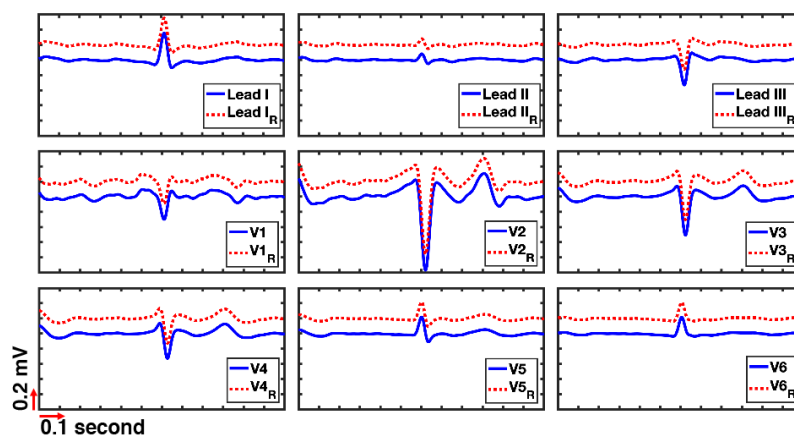 Lead I
Lead I_R
Lead II
Lead II_R
Lead III
Lead III_R
V1
V1_R
V2
V2_R
V3
V3_R
V4
V4_R
V5
V5_R
V6
V6_R
0.2 mV
0.1 second